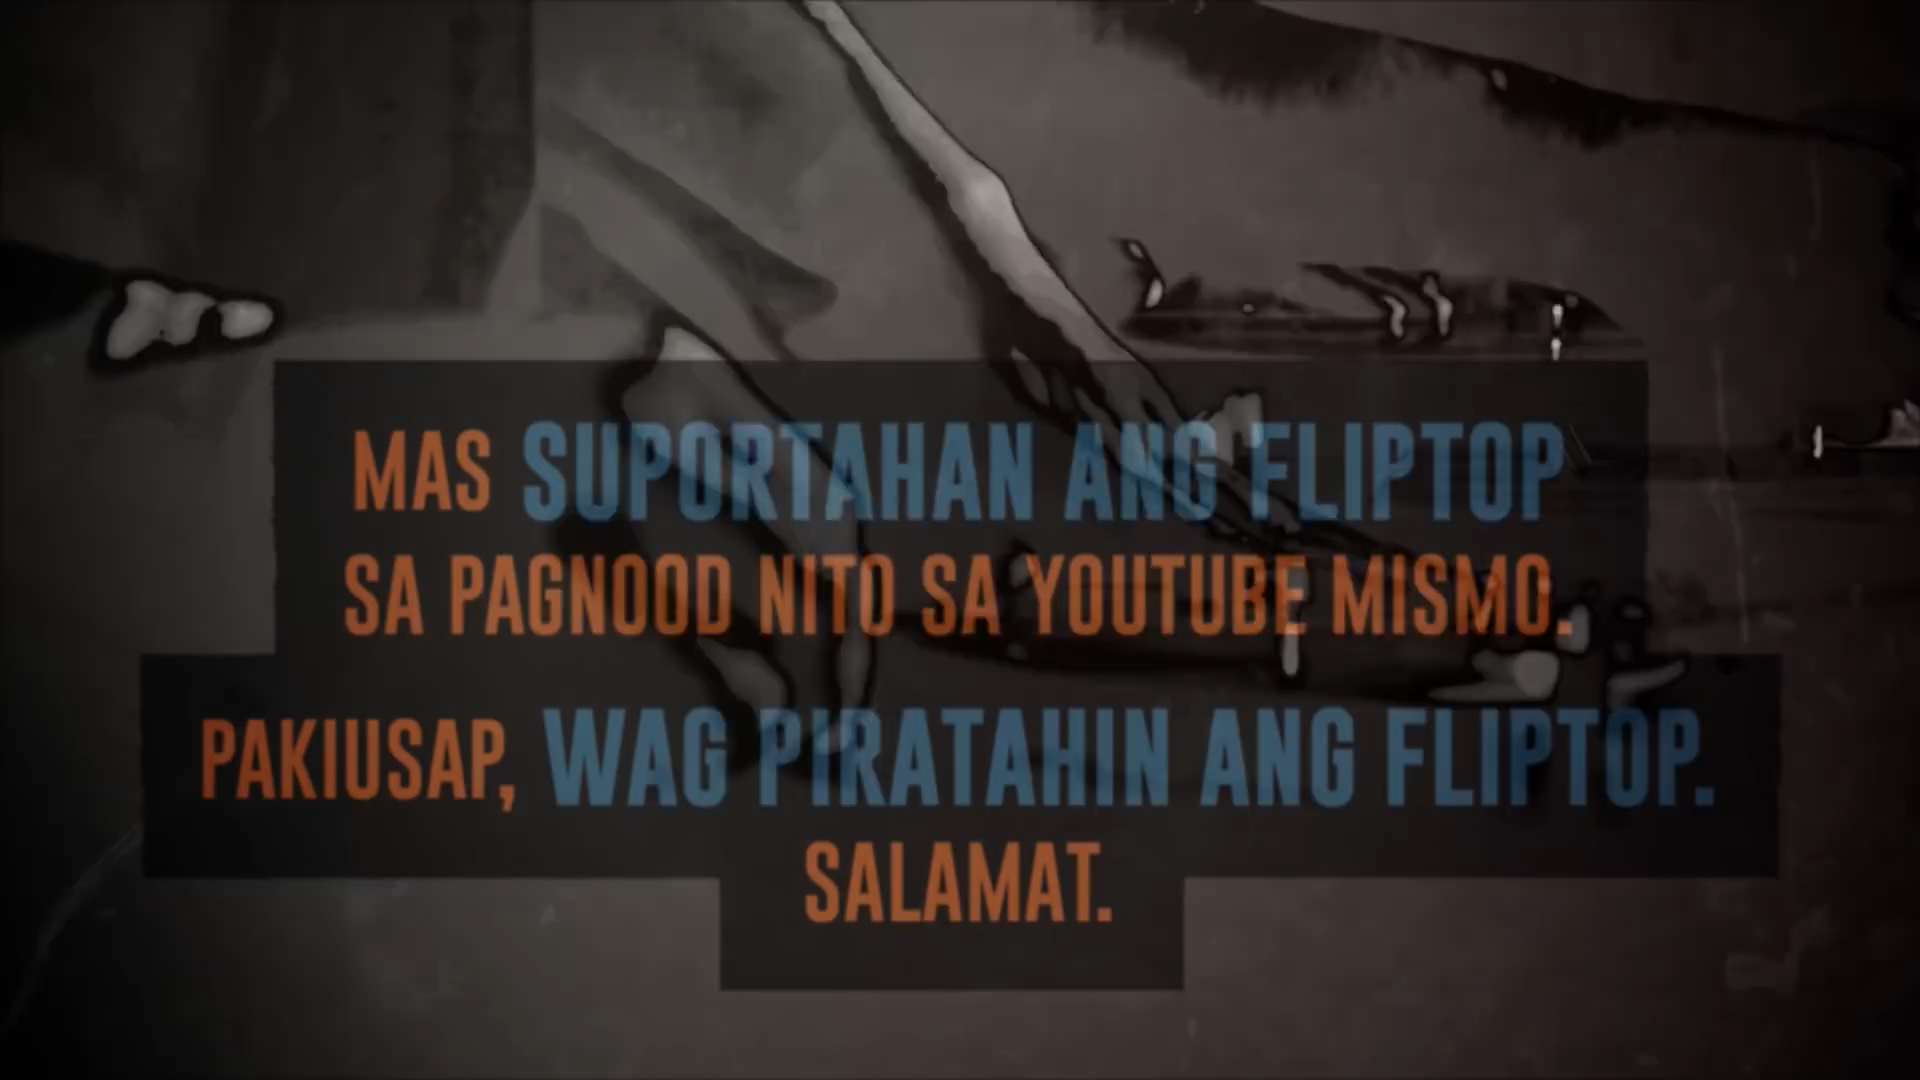 MAS SUPORTAHAN ANG FLIPTOP
SA PAGNOOD NITO SA YOUTUBE MISMO.
PAKIUSAP, WAG PIRATAHIN ANG FLIPTOP.
SALAMAT.